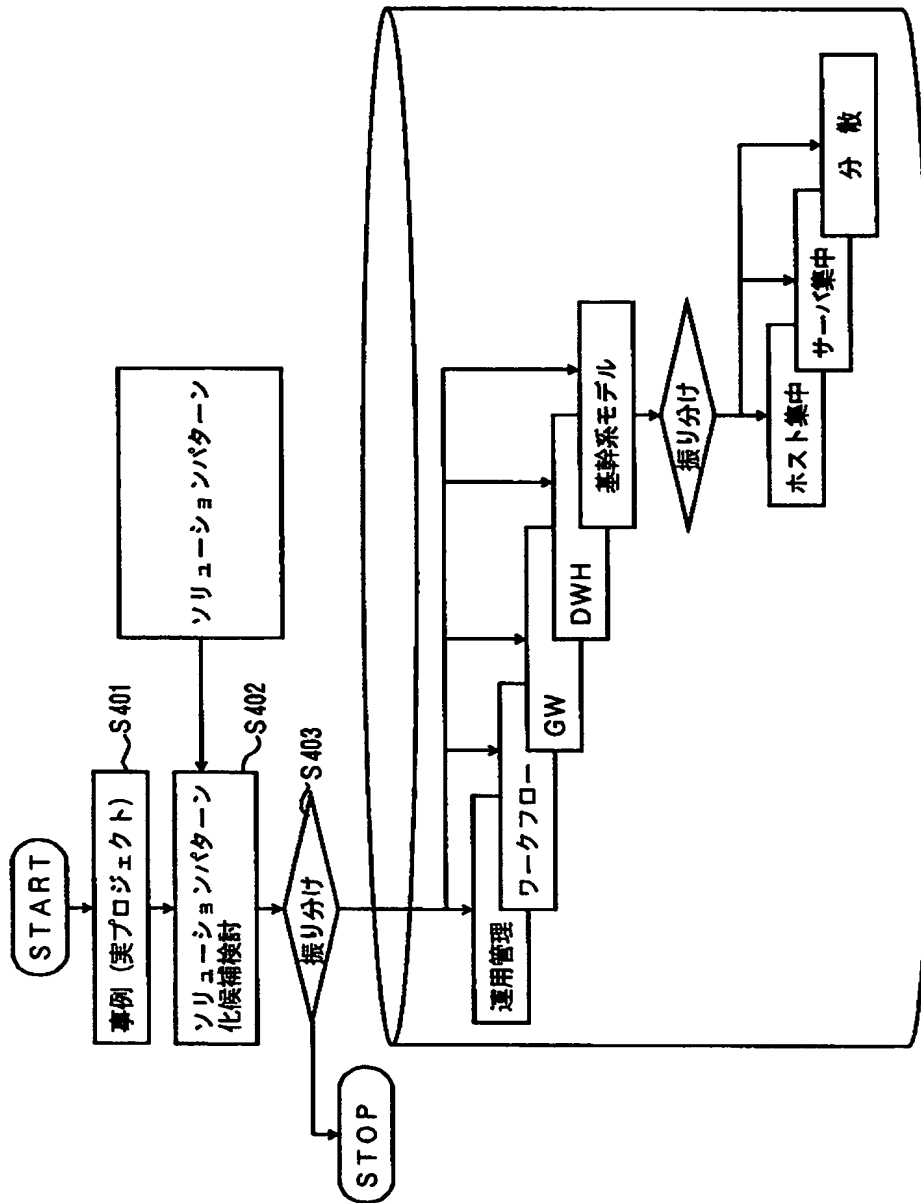 START
事例(実プロジェクト)
S401
ソリューションパターン
化候補検討
S402
ソリューションパターン
振り分け
S403
STOP
運用管理
ワークフロー
GW
DWH
基幹系モデル
振り分け
ホスト集中
サーバ集中
分散